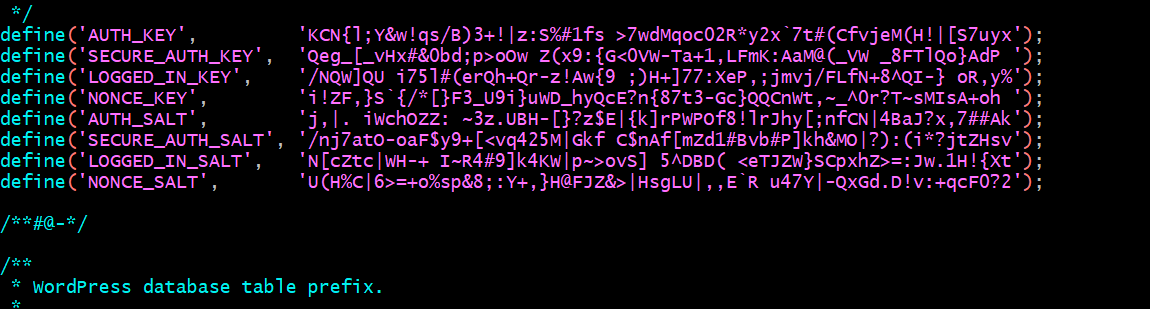 */
define('AUTH_KEY',         'KCN{l;Y&w!qs/B)3+!|z:S%#1fs >7wdMqoc02R*y2x`7t#(CfvjeM(H!|[S7uyx');
define('SECURE_AUTH_KEY',  'Qeg_[_vHx#&0bd;p>oOw Z(x9:{G<0VW-Ta+1,LFmK:AaM@(_VW _8FTlQo}AdP ');
define('LOGGED_IN_KEY',    '/NQW]QU i75l#(erQh+Qr-z!Aw{9 ;)H+]77:XeP,;jmvj/FLfN+8^QI-} oR,y%');
define('NONCE_KEY',        'i!ZF,}S`{/*[}F3_U9i}uWD_hyQcE?n{87t3-Gc}QQCnWt,~_^0r?T~sMIsA+oh ');
define('AUTH_SALT',        'j,|. iWchOZZ: ~3z.UBH-[}?z$E|{k]rPWPOf8!lrJhy[;nfCN|4BaJ?x,7##Ak');
define('SECURE_AUTH_SALT', '/nj7atO-oaF$y9+[<vq425M|Gkf C$nAf[mZd1#Bvb#P]kh&MO|?):(i*?jtZHsv');
define('LOGGED_IN_SALT',   'N[cZtc|WH-+ I~R4#9]k4KW|p~>ovS] 5^DBD( <eTJZW}SCpxhZ>=:Jw.1H!{Xt');
define('NONCE_SALT',       'U(H%C|6>=+o%sp&8;:Y+,}H@FJZ&>|HsgLU|,,E`R u47Y|-QxGd.D!v:+qcF0?2');
/**#@-*/
/**
* WordPress database table prefix.
*